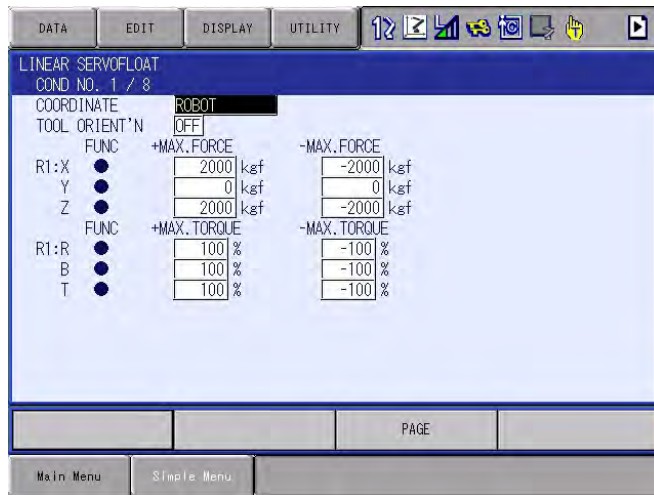 DATA EDIT DISPLAY UTILITY
LINEAR SERVOFLOAT
COND NO. 1 / 8
COORDINATE ROBOT
TOOL ORIENT'N OFF
FUNC +MAX.FORCE -MAX.FORCE
R1:X 2000 kgf -2000 kgf
Y 0 kgf 0 kgf
Z 2000 kgf -2000 kgf
FUNC +MAX.TORQUE -MAX.TORQUE
R1:R 100 % -100 %
B 100 % -100 %
T 100 % -100 %
PAGE
Main Menu Simple Menu